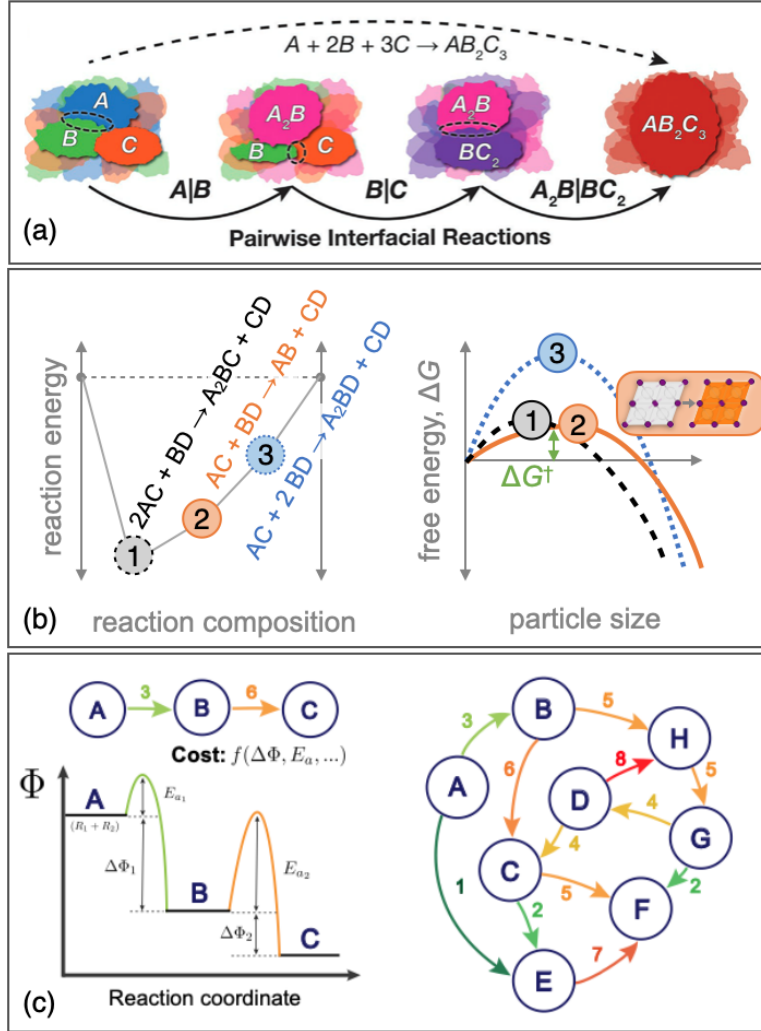 A + 2B + 3C → AB₂C₃
A
B
C
A₂B
B
C
A₂B
BC₂
AB₂C₃
A|B
B|C
A₂B|BC₂
Pairwise Interfacial Reactions
(a)
reaction energy
2AC + BD → A₂BC + CD
AC + BD → AB + CD
AC + 2 BD → A₂BD + CD
1
2
3
reaction composition
free energy, ΔG
3
1
2
ΔG†
particle size
(b)
A
3
B
6
C
Cost: f(ΔΦ, Eₐ, ...)
Φ
A
(R₁ + R₂)
Eₐ₁
ΔΦ₁
B
Eₐ₂
ΔΦ₂
C
Reaction coordinate
B
5
3
H
A
6
8
5
D
4
G
4
C
1
5
2
2
F
E
7
(c)